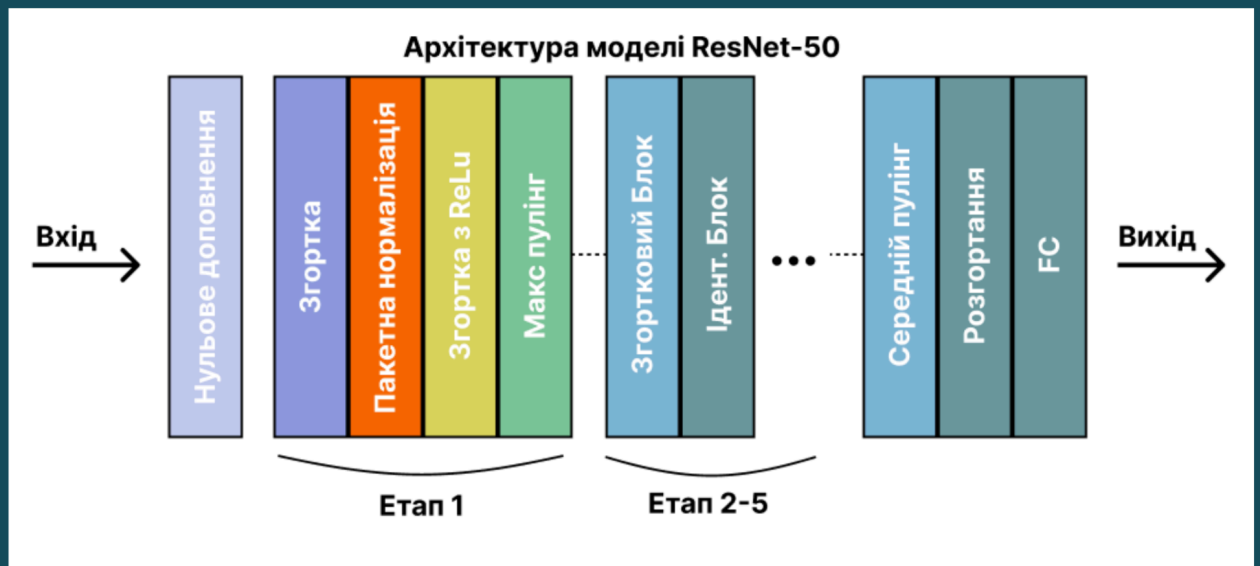 Архітектура моделі ResNet-50
Вхід
Нульове доповнення
Згортка
Пакетна нормалізація
Згортка з ReLu
Макс пулінг
Згортковий Блок
Ідент. Блок
...
Середній пулінг
Розгортання
FC
Вихід
Етап 1
Етап 2-5